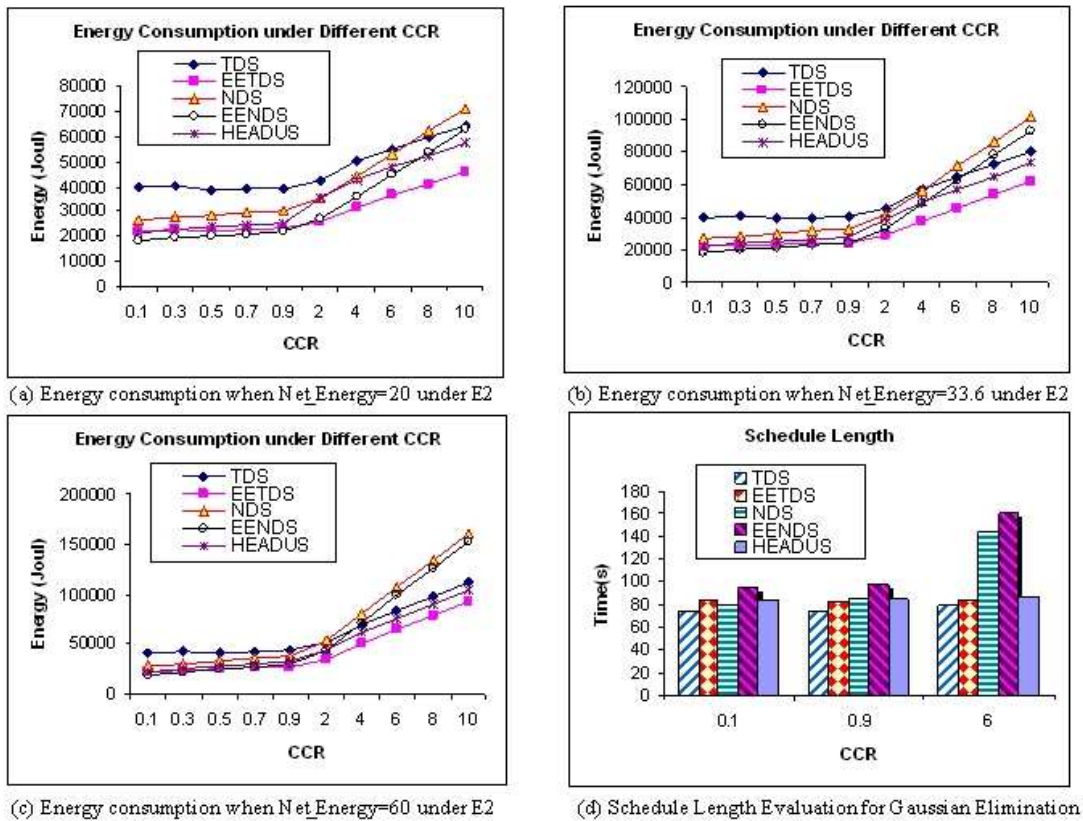 Energy Consumption under Different CCR
TDS
EETDS
NDS
EENDS
HEADUS
80000
70000
60000
50000
40000
30000
20000
10000
0
Energy (Joul)
0.1 0.3 0.5 0.7 0.9 2 4 6 8 10
CCR
(a) Energy consumption when Net_Energy=20 under E2
Energy Consumption under Different CCR
TDS
EETDS
NDS
EENDS
HEADUS
120000
100000
80000
60000
40000
20000
0
Energy (Joul)
0.1 0.3 0.5 0.7 0.9 2 4 6 8 10
CCR
(b) Energy consumption when Net_Energy=33.6 under E2
Energy Consumption under Different CCR
TDS
EETDS
NDS
EENDS
HEADUS
200000
150000
100000
50000
0
Energy (Joul)
0.1 0.3 0.5 0.7 0.9 2 4 6 8 10
CCR
(c) Energy consumption when Net_Energy=60 under E2
Schedule Length
TDS
EETDS
NDS
EENDS
HEADUS
180
160
140
120
100
80
60
40
20
0
Time(s)
0.1 0.9 6
CCR
(d) Schedule Length Evaluation for Gaussian Elimination